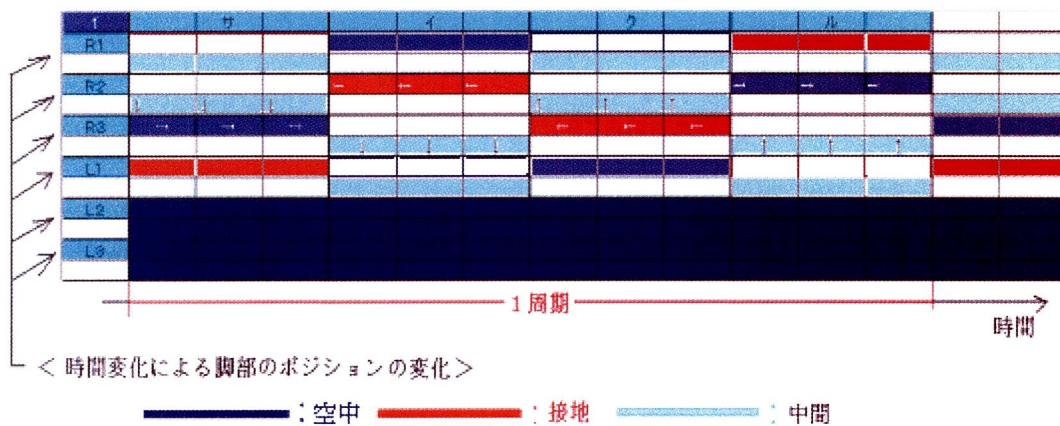 1 サ イ ク ル
R1
R2
R3
L1
L2
L3
1周期
時間
＜時間変化による脚部のポジションの変化＞
：空中 ：接地 ：中間